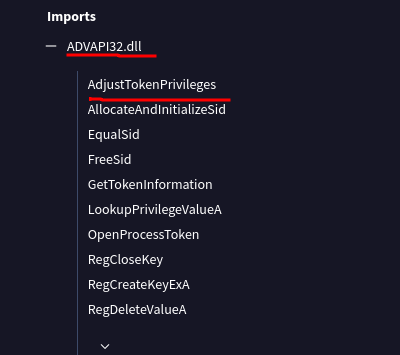 Imports
ADVAPI32.dll
AdjustTokenPrivileges
AllocateAndInitializeSid
EqualSid
FreeSid
GetTokenInformation
LookupPrivilegeValueA
OpenProcessToken
RegCloseKey
RegCreateKeyExA
RegDeleteValueA